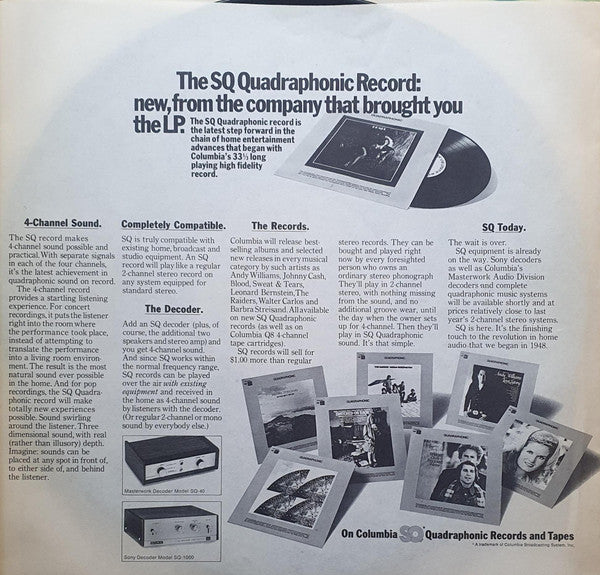 The SQ Quadraphonic Record:
new, from the company that brought you
the LP.
The SQ Quadraphonic record is
the latest step forward in the
chain of home entertainment
advances that began with
Columbia's 33⅓ long
playing high fidelity
record.
4-Channel Sound.
The SQ record makes
4-channel sound possible and
practical. With separate signals
in each of the four channels,
it's the latest achievement in
quadraphonic sound on record.
The 4-channel record
provides a startling listening
experience. For concert
recordings, it puts the listener
right into the room where
the performance took place,
instead of attempting to
translate the performance
into a living room environ-
ment. The result is the most
natural sound ever possible
in the home. And for pop
recordings, the SQ Quadra-
phonic record will make
totally new experiences
possible. Sound swirling
around the listener. Three
dimensional sound, with real
(rather than illusory) depth.
Imagine: sounds can be
placed at any spot in front of,
to either side of, and behind
the listener.
Completely Compatible.
SQ is truly compatible with
existing home, broadcast and
studio equipment. An SQ
record will play like a regular
2-channel stereo record on
any system equipped for
standard stereo.
The Decoder.
Add an SQ decoder (plus, of
course, the additional two
speakers and stereo amp) and
you get 4-channel sound.
And since SQ works within
the normal frequency range,
SQ records can be played
over the air with existing
equipment and received in
the home as 4-channel sound
by listeners with the decoder.
(Or regular 2-channel or mono
sound by everybody else.)
Masterwork Decoder Model SQ 40
Sony Decoder Model SQ-1000
The Records.
Columbia will release best-
selling albums and selected
new releases in every musical
category by such artists as
Andy Williams, Johnny Cash,
Blood, Sweat & Tears,
Leonard Bernstein, The
Raiders, Walter Carlos and
Barbra Streisand. All available
on new SQ Quadraphonic
records (as well as on
Columbia Q8 4-channel
tape cartridges).
SQ records will sell for
$1.00 more than regular
stereo records. They can be
bought and played right
now by every foresighted
person who owns an
ordinary stereo phonograph
They'll play in 2-channel
stereo, with nothing missing
from the sound, and no
additional groove wear, until
the day when the owner sets
up for 4-channel. Then they'll
play in SQ Quadraphonic
sound. It's that simple.
SQ Today.
The wait is over.
SQ equipment is already
on the way. Sony decoders
as well as Columbia's
Masterwork Audio Division
decoders and complete
quadraphonic music systems
will be available shortly and at
prices relatively close to last
year's 2-channel stereo systems.
SQ is here. It's the finishing
touch to the revolution in home
audio that we began in 1948.
QUADRAPHONIC
QUADRAPHONIC
QUADRAPHONIC
QUADRAPHONIC
Andy Williams
Love Story
QUADRAPHONIC
QUADRAPHONIC
On Columbia SQ* Quadraphonic Records and Tapes
*A trademark of Columbia Broadcasting System, Inc.